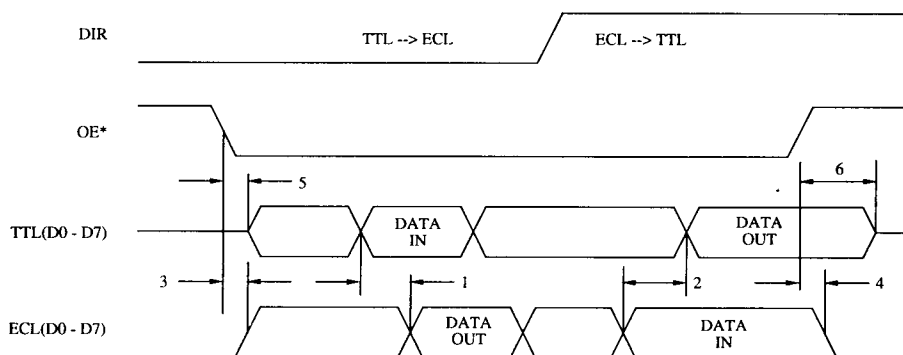 DIR
TTL --> ECL
ECL --> TTL
OE*
5
6
TTL(D0 - D7)
DATA
IN
DATA
OUT
3
1
2
4
ECL(D0 - D7)
DATA
OUT
DATA
IN